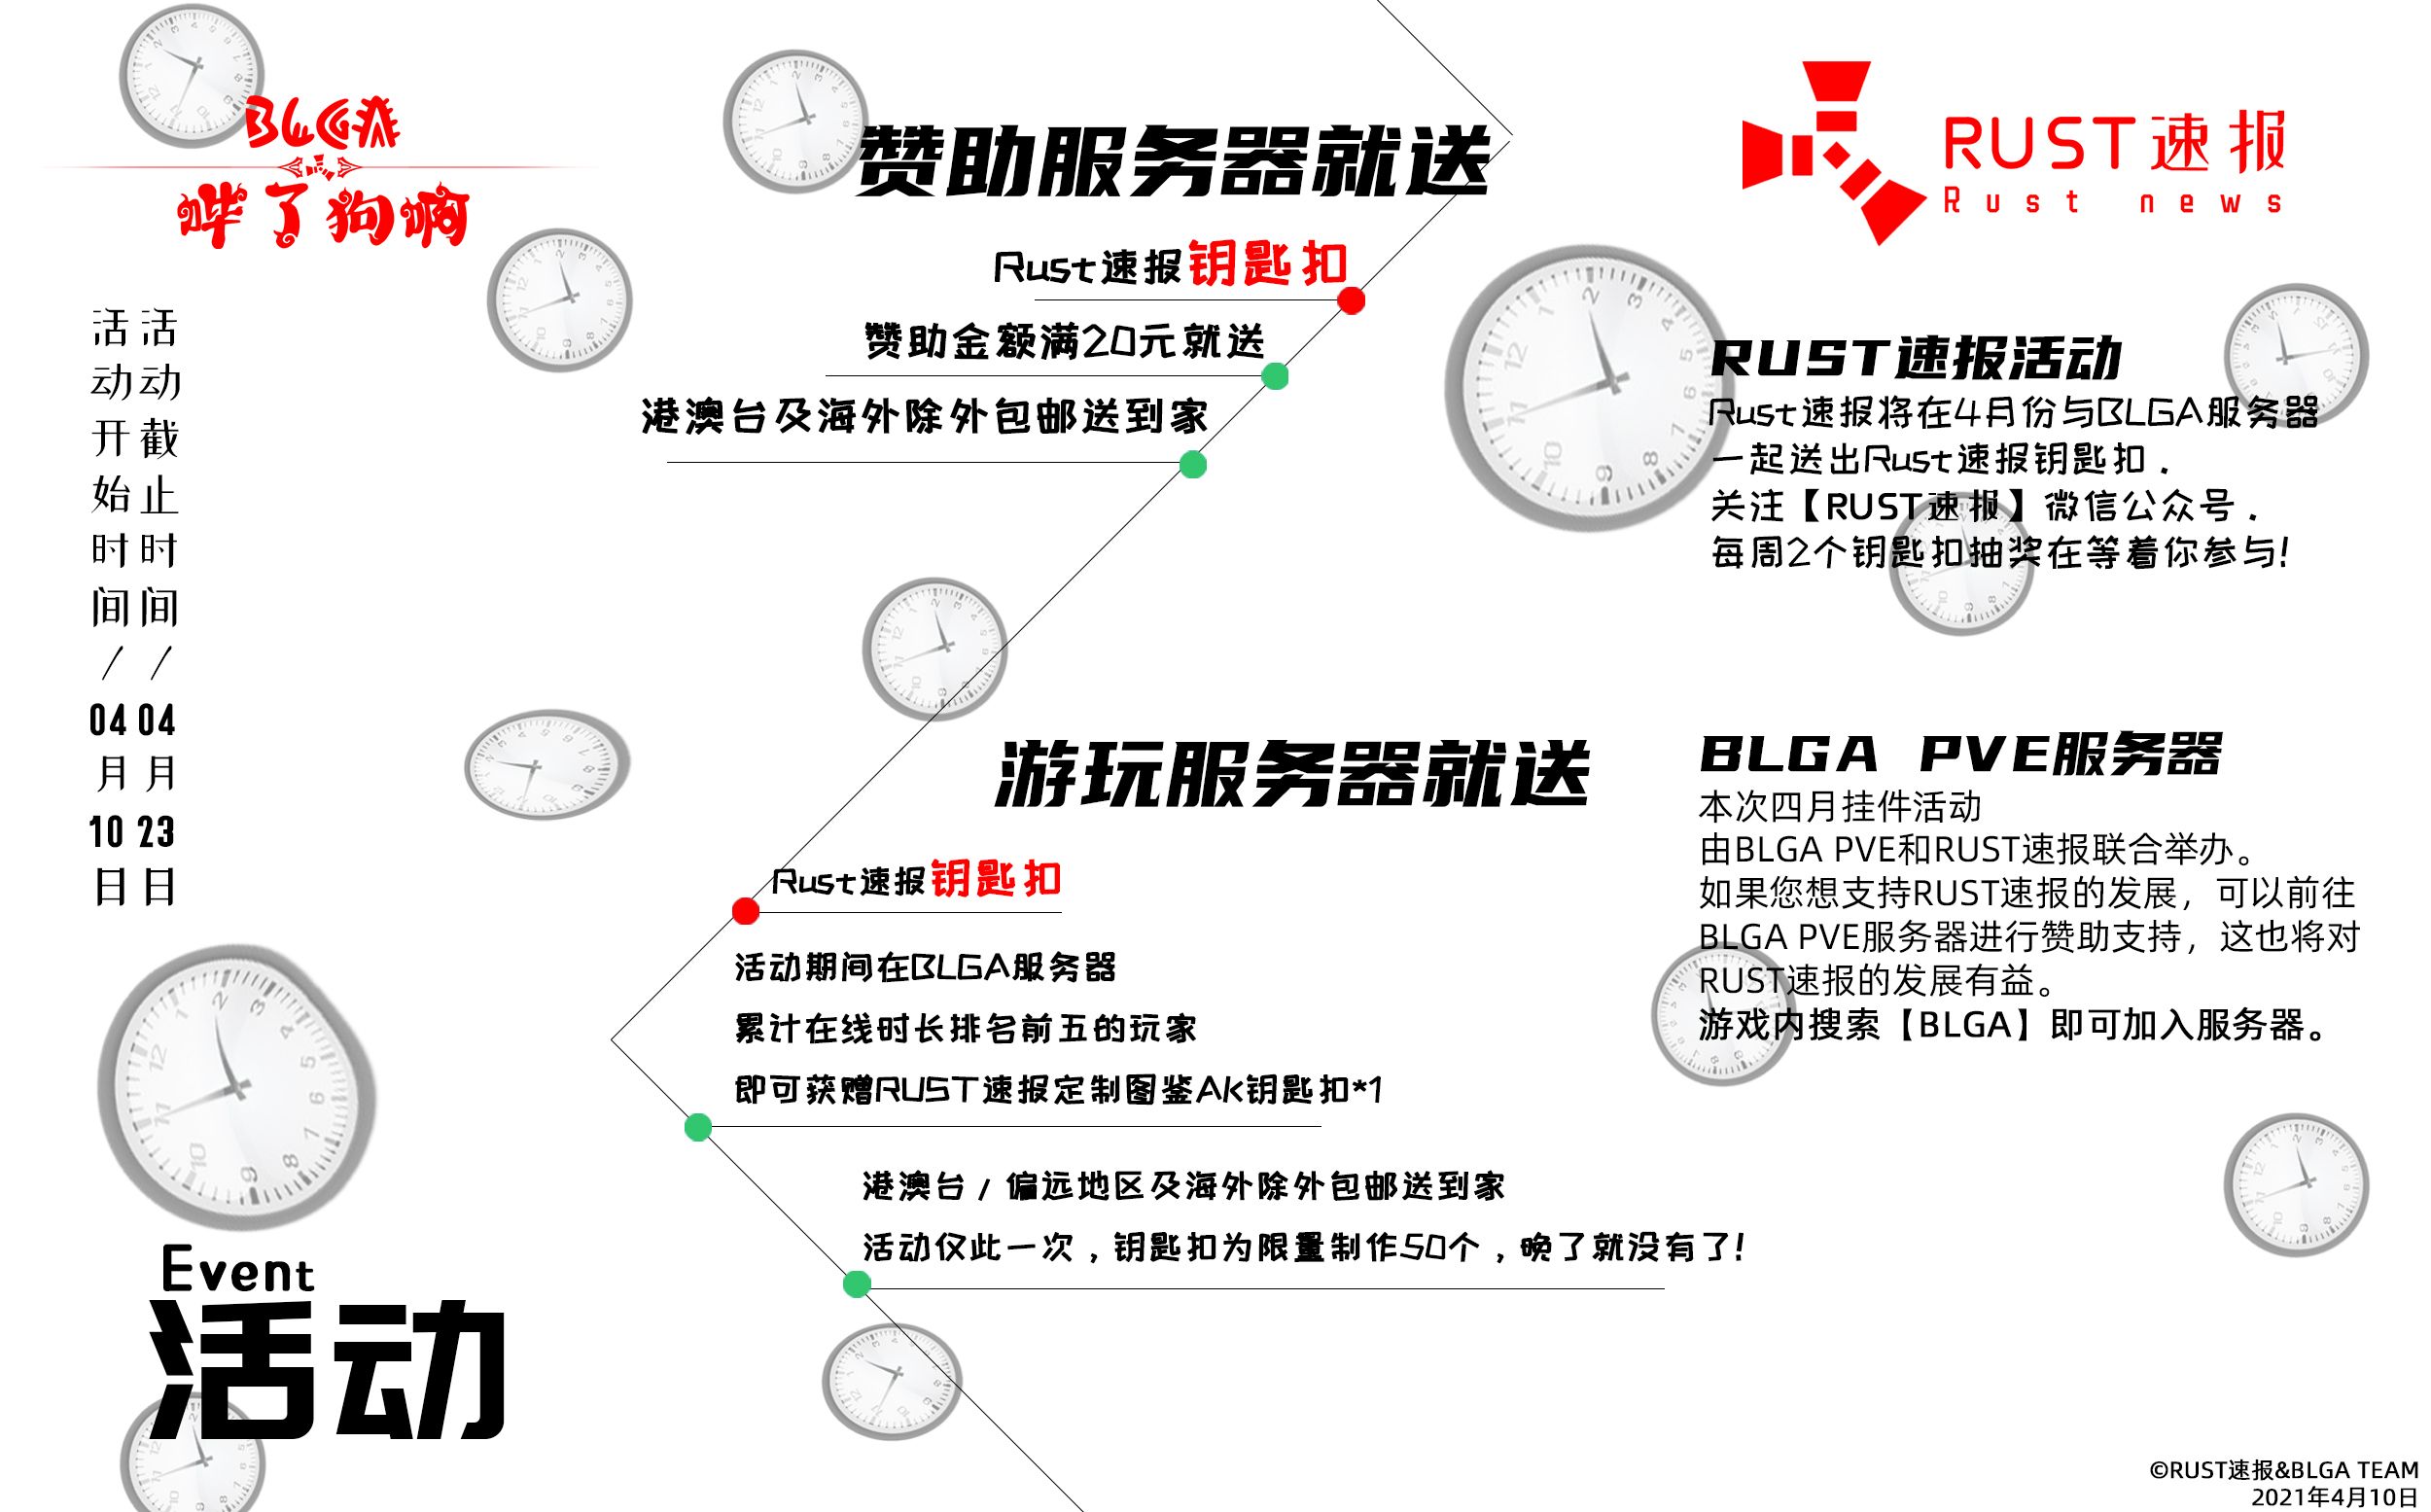 BLGA
哔了狗啊
活动开始时间/04月10日
活动截止时间/04月23日
赞助服务器就送
Rust速报钥匙扣
赞助金额满20元就送
港澳台及海外除外包邮送到家
RUST速报
Rust news
RUST速报活动
Rust速报将在4月份与BLGA服务器
一起送出Rust速报钥匙扣.
关注【RUST速报】微信公众号.
每周2个钥匙扣抽奖在等着你参与!
游玩服务器就送
Rust速报钥匙扣
活动期间在BLGA服务器
累计在线时长排名前五的玩家
即可获赠RUST速报定制图鉴AK钥匙扣*1
港澳台/偏远地区及海外除外包邮送到家
活动仅此一次,钥匙扣为限量制作50个,晚了就没有了!
BLGA PVE服务器
本次四月挂件活动
由BLGA PVE和RUST速报联合举办。
如果您想支持RUST速报的发展，可以前往
BLGA PVE服务器进行赞助支持，这也将对
RUST速报的发展有益。
游戏内搜索【BLGA】即可加入服务器。
Event
活动
©RUST速报&BLGA TEAM
2021年4月10日